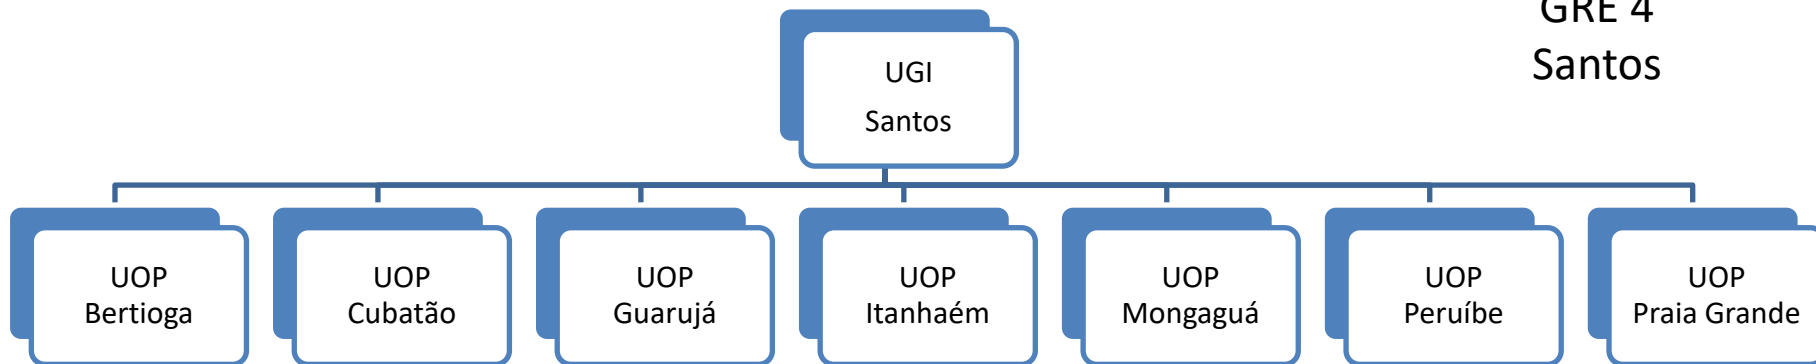 GRE 4
Santos
UGI
Santos
UOP
Bertioga
UOP
Cubatão
UOP
Guarujá
UOP
Itanhaém
UOP
Mongaguá
UOP
Peruíbe
UOP
Praia Grande